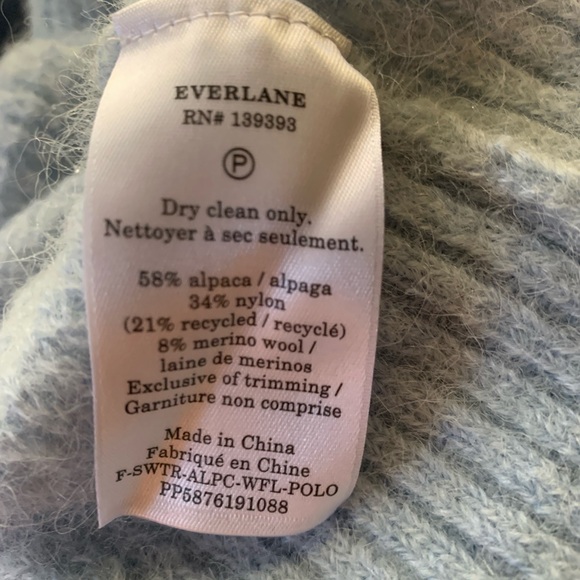 EVERLANE
RN# 139393
P
Dry clean only.
Nettoyer à sec seulement.
58% alpaca / alpaga
34% nylon
(21% recycled / recyclé)
8% merino wool /
laine de merinos
Exclusive of trimming /
Garniture non comprise
Made in China
Fabriqué en Chine
F-SWTR-ALPC-WFL-POLO
PP5876191088